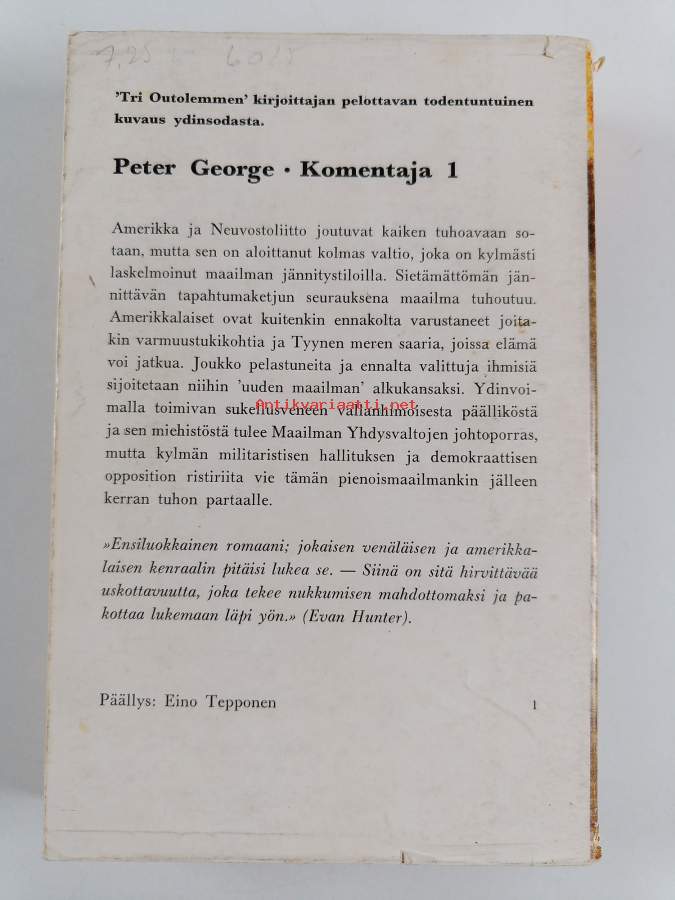 7,25
60
'Tri Outolemmen' kirjoittajan pelottavan todentuntuinen
kuvaus ydinsodasta.
Peter George · Komentaja 1
Amerikka ja Neuvostoliitto joutuvat kaiken tuhoavaan so-
taan, mutta sen on aloittanut kolmas valtio, joka on kylmästi
laskelmoinut maailman jännitystiloilla. Sietämättömän jän-
nittävän tapahtumaketjun seurauksena maailma tuhoutuu.
Amerikkalaiset ovat kuitenkin ennakolta varustaneet joita-
kin varmuustukikohtia ja Tyynen meren saaria, joissa elämä
voi jatkua. Joukko pelastuneita ja ennalta valittuja ihmisiä
sijoitetaan niihin 'uuden maailman' alkukansaksi. Ydinvoi-
malla toimivan sukellusveneen vallanhimoisesta päälliköstä
Antikvariaatti.net
ja sen miehistöstä tulee Maailman Yhdysvaltojen johtoporras,
mutta kylmän militaristisen hallituksen ja demokraattisen
opposition ristiriita vie tämän pienoismaailmankin jälleen
kerran tuhon partaalle.
»Ensiluokkainen romaani; jokaisen venäläisen ja amerikka-
laisen kenraalin pitäisi lukea se. — Siinä on sitä hirvittävää
uskottavuutta, joka tekee nukkumisen mahdottomaksi ja pa-
kottaa lukemaan läpi yön.» (Evan Hunter).
Päällys: Eino Tepponen
1